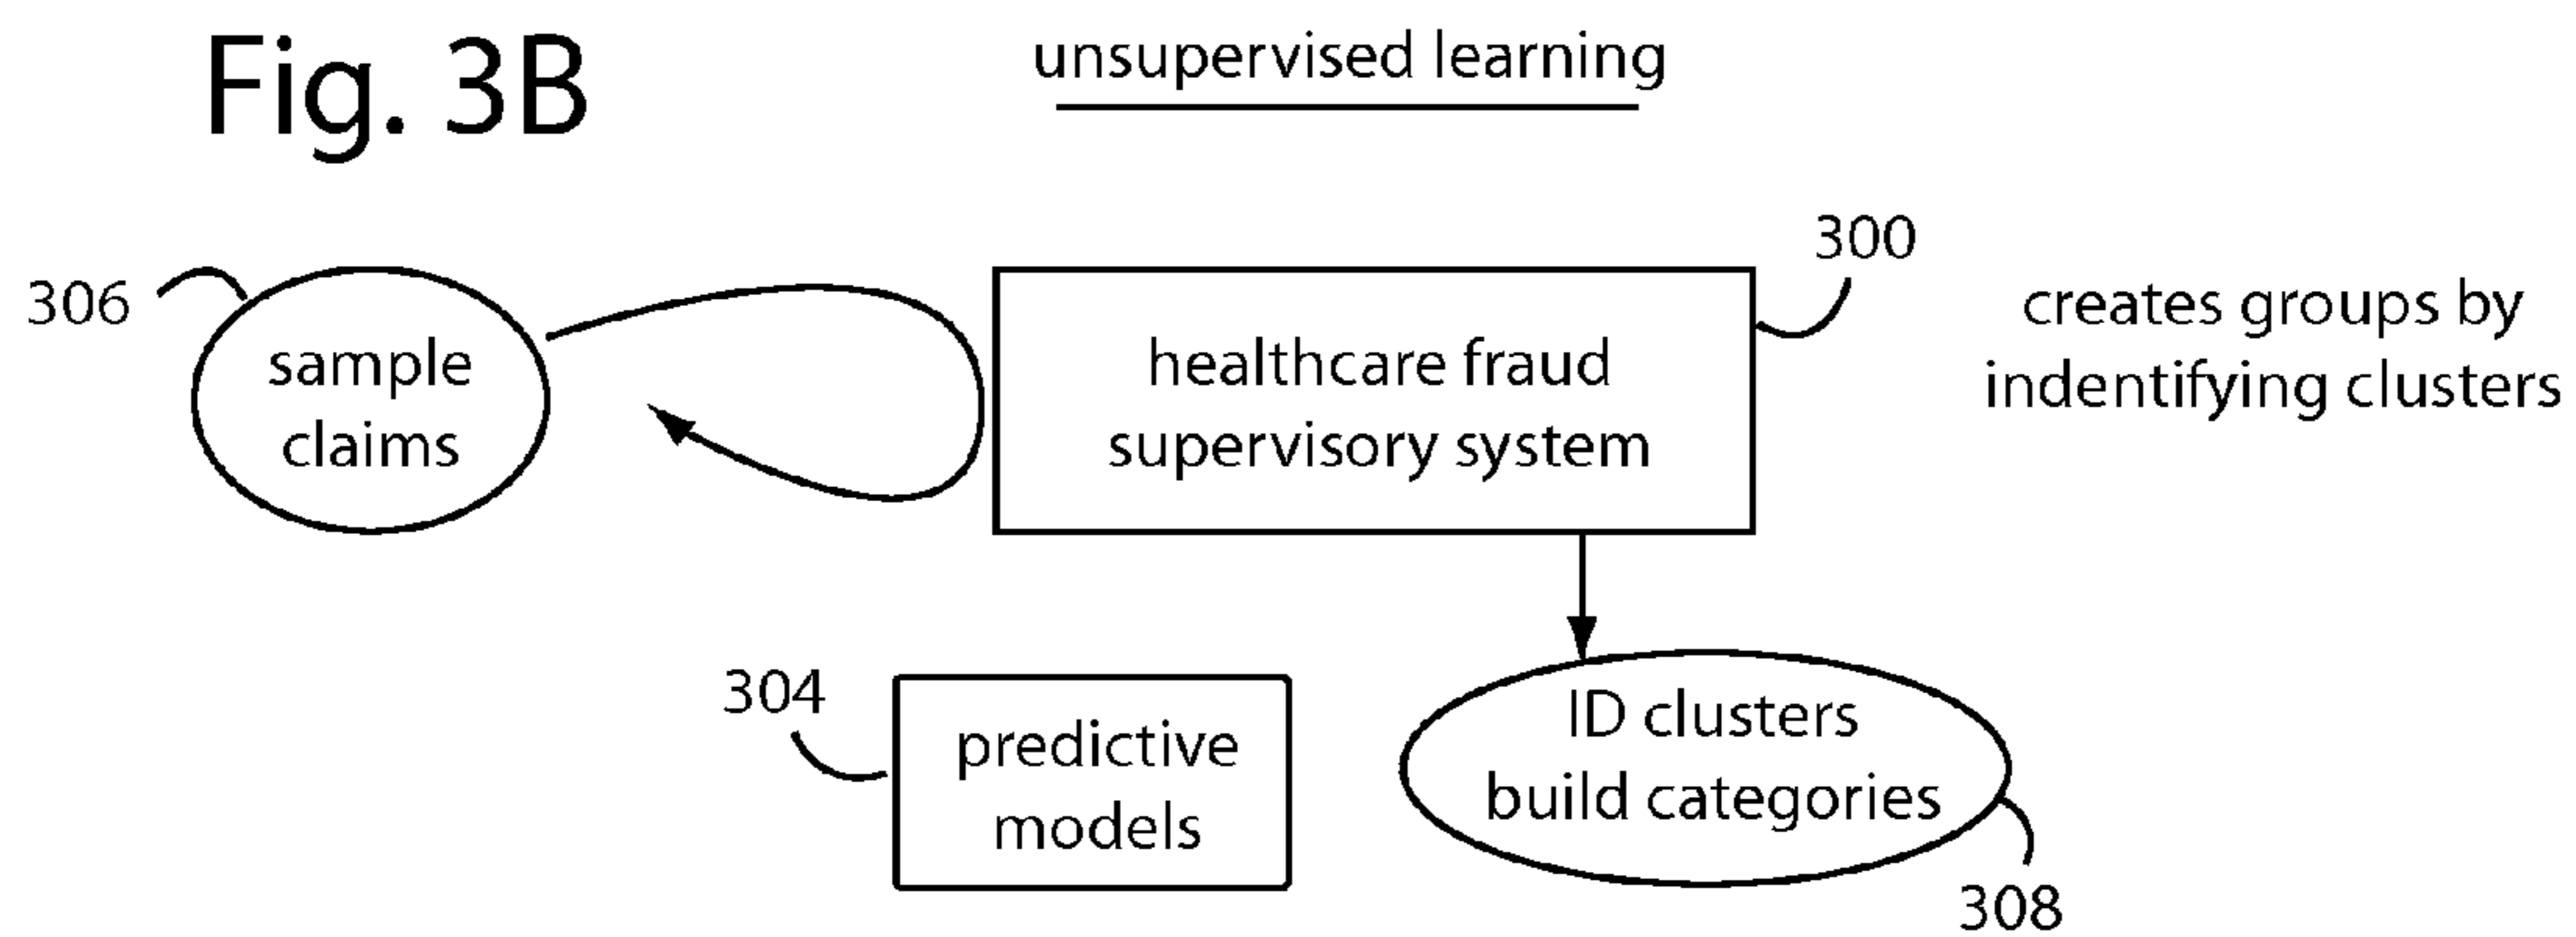 Fig. 3B
unsupervised learning
300
306
sample
claims
healthcare fraud
supervisory system
creates groups by
indentifying clusters
304
predictive
models
ID clusters
build categories
308